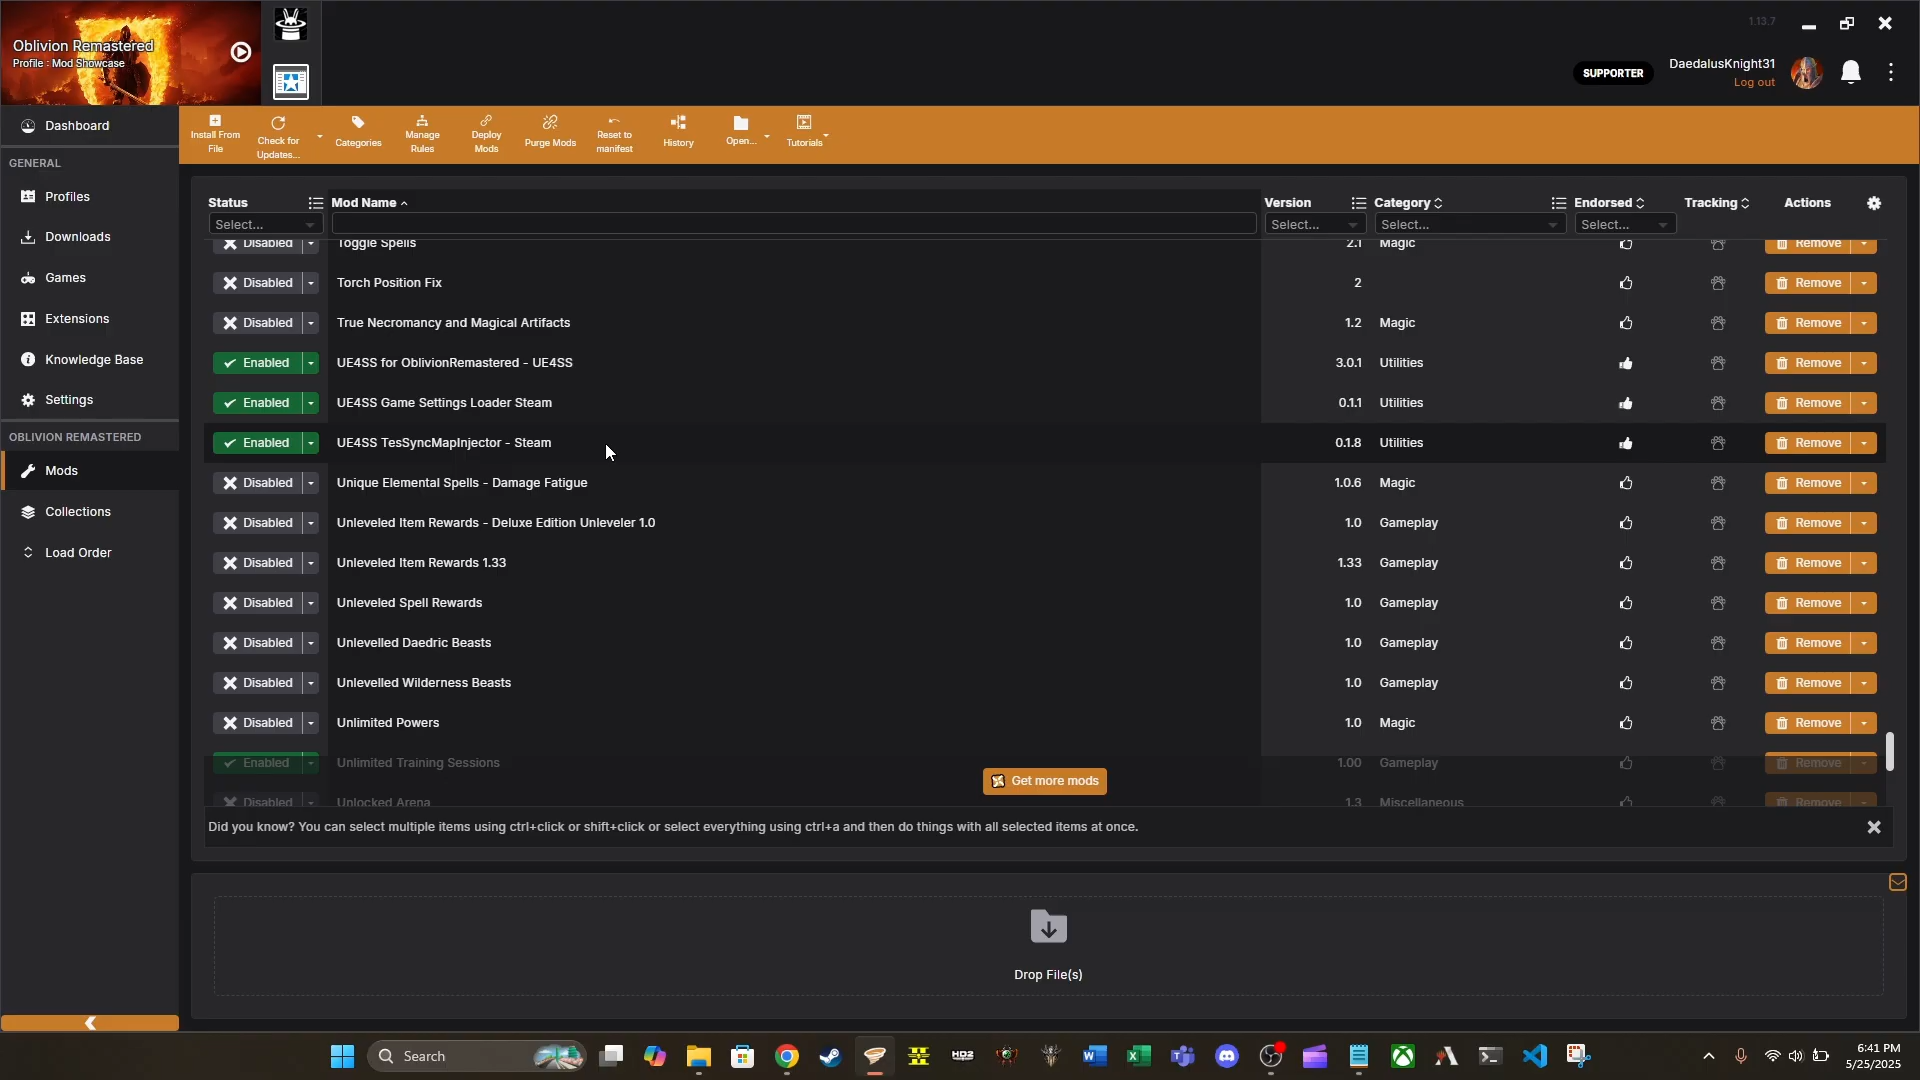 Oblivion Remastered
Profile : Mod Showcase
1.13.7
SUPPORTER
DaedalusKnight31
Log out
Dashboard
GENERAL
Profiles
Downloads
Games
Extensions
Knowledge Base
Settings
OBLIVION REMASTERED
Mods
Collections
Load Order
Install From File
Check for Updates...
Categories
Manage Rules
Deploy Mods
Purge Mods
Reset to manifest
History
Open...
Tutorials
Status Mod Name Version Category Endorsed Tracking Actions
Select... Select... Select... Select...
Disabled Toggle Spells 2.1 Magic Remove
Disabled Torch Position Fix 2 Remove
Disabled True Necromancy and Magical Artifacts 1.2 Magic Remove
Enabled UE4SS for OblivionRemastered - UE4SS 3.0.1 Utilities Remove
Enabled UE4SS Game Settings Loader Steam 0.1.1 Utilities Remove
Enabled UE4SS TesSyncMapInjector - Steam 0.1.8 Utilities Remove
Disabled Unique Elemental Spells - Damage Fatigue 1.0.6 Magic Remove
Disabled Unleveled Item Rewards - Deluxe Edition Unleveler 1.0 1.0 Gameplay Remove
Disabled Unleveled Item Rewards 1.33 1.33 Gameplay Remove
Disabled Unleveled Spell Rewards 1.0 Gameplay Remove
Disabled Unlevelled Daedric Beasts 1.0 Gameplay Remove
Disabled Unlevelled Wilderness Beasts 1.0 Gameplay Remove
Disabled Unlimited Powers 1.0 Magic Remove
Enabled Unlimited Training Sessions 1.00 Gameplay Remove
Get more mods
Disabled Unlocked Arena 1.3 Miscellaneous Remove
Did you know? You can select multiple items using ctrl+click or shift+click or select everything using ctrl+a and then do things with all selected items at once.
Drop File(s)
Search
HD2
6:41 PM
5/25/2025